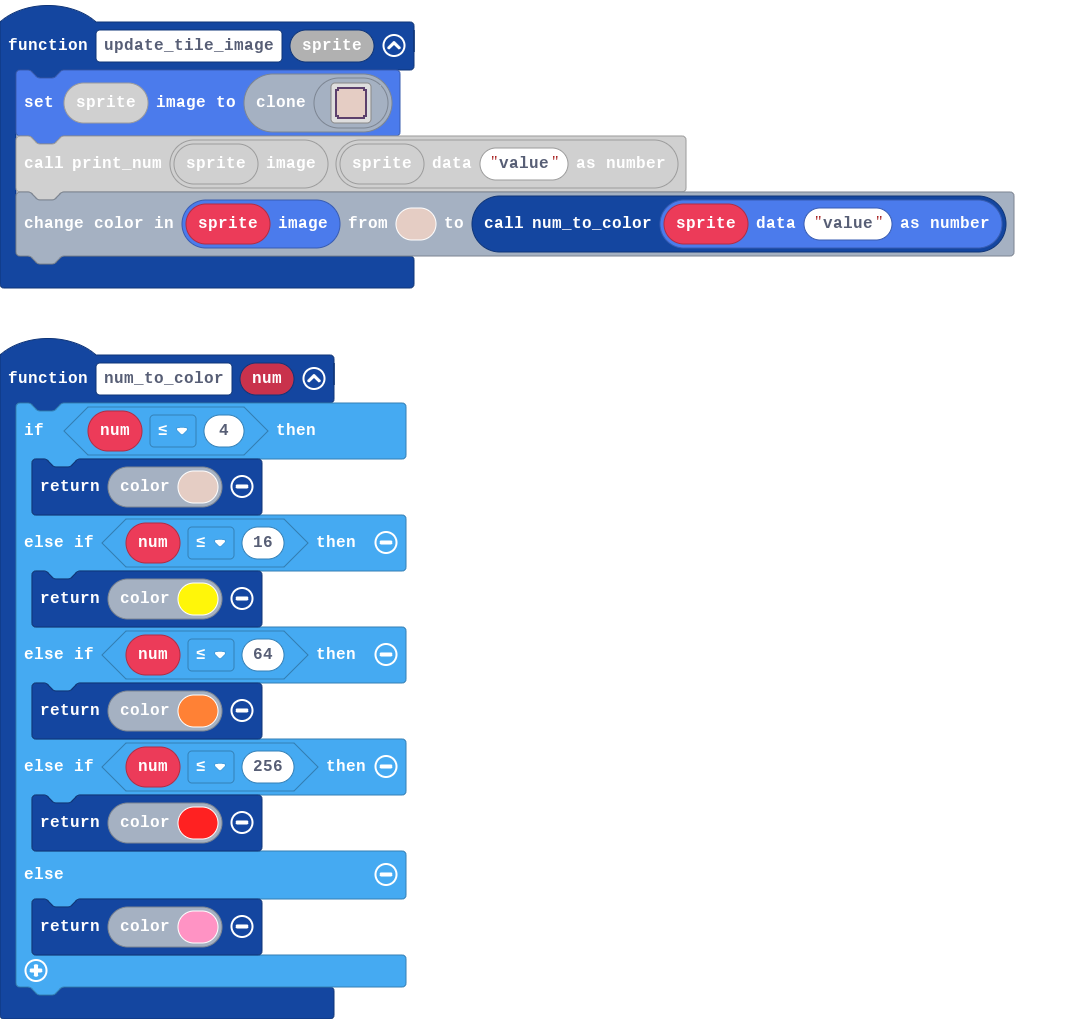 function update_tile_image sprite
set sprite image to clone
call print_num sprite image sprite data "value" as number
change color in sprite image from to call num_to_color sprite data "value" as number
function num_to_color num
if num ≤ 4 then
return color
else if num ≤ 16 then
return color
else if num ≤ 64 then
return color
else if num ≤ 256 then
return color
else
return color